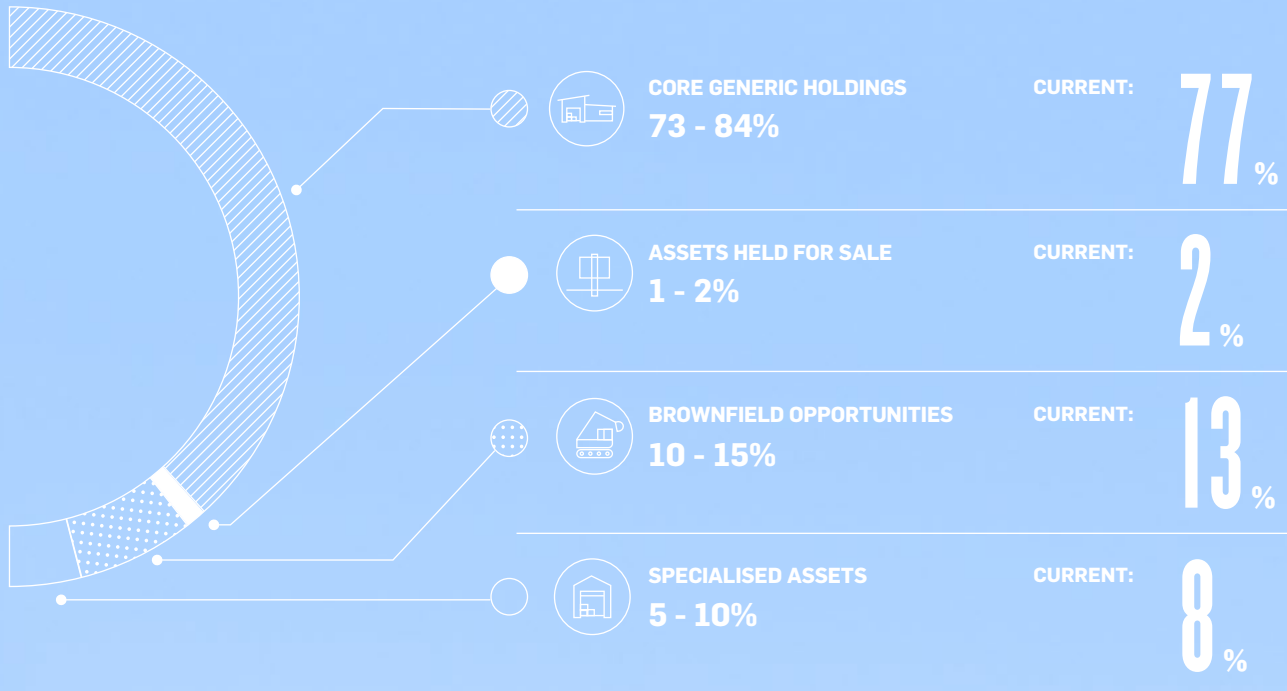 CORE GENERIC HOLDINGS
73 - 84%
CURRENT:
77%
ASSETS HELD FOR SALE
1 - 2%
CURRENT:
2%
BROWNFIELD OPPORTUNITIES
10 - 15%
CURRENT:
13%
SPECIALISED ASSETS
5 - 10%
CURRENT:
8%